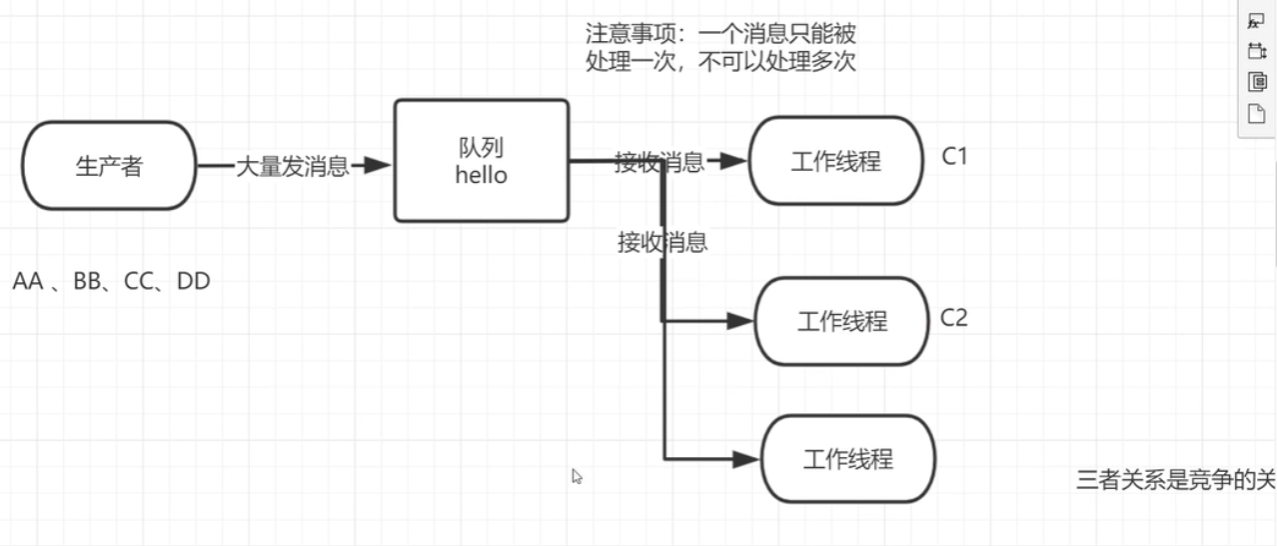 注意事项：一个消息只能被
处理一次，不可以处理多次
生产者
大量发消息
队列
hello
接收消息
工作线程
C1
接收消息
AA 、BB、CC、DD
工作线程
C2
工作线程
三者关系是竞争的关